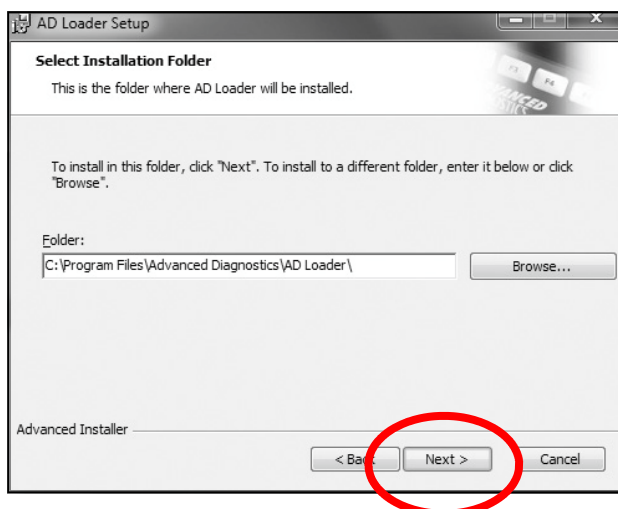 AD Loader Setup
Select Installation Folder
This is the folder where AD Loader will be installed.
To install in this folder, click "Next". To install to a different folder, enter it below or click
"Browse".
Folder:
C:\Program Files\Advanced Diagnostics\AD Loader\
Browse...
Advanced Installer
< Back
Next >
Cancel